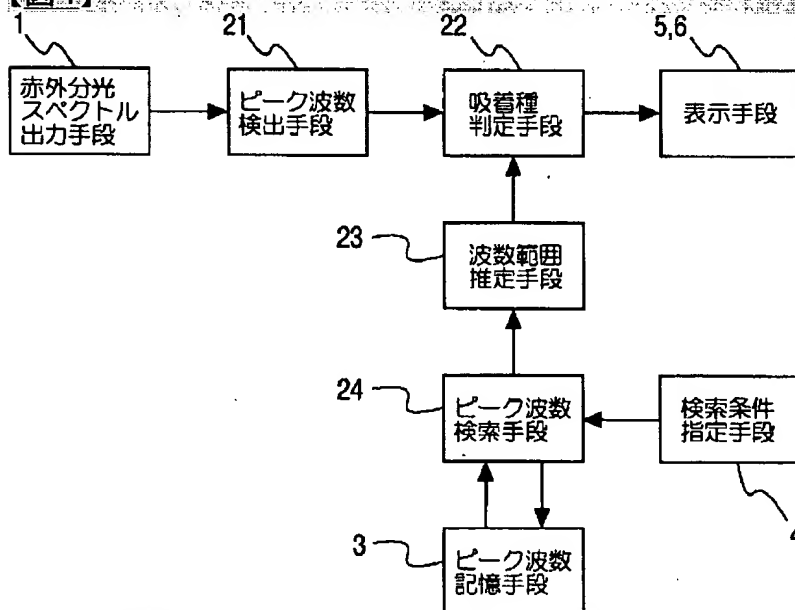 1
21
22
5,6
赤外分光
スペクトル
出力手段
ピーク波数
検出手段
吸着種
判定手段
表示手段
23
波数範囲
推定手段
24
ピーク波数
検索手段
検索条件
指定手段
4
3
ピーク波数
記憶手段